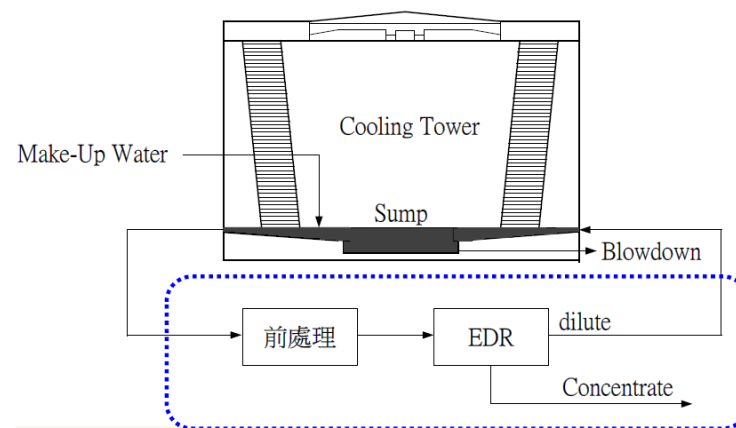 Cooling Tower
Make-Up Water
Sump
Blowdown
前處理
EDR
dilute
Concentrate